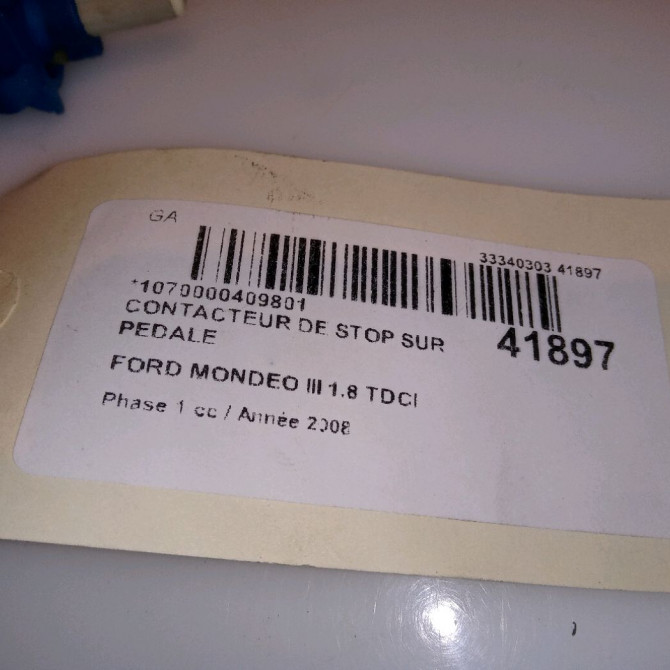 GA
33340303 41897
*1070000409801
CONTACTEUR DE STOP SUR
PEDALE
41897
FORD MONDEO III 1.8 TDCI
Phase 1 cc / Année 2008